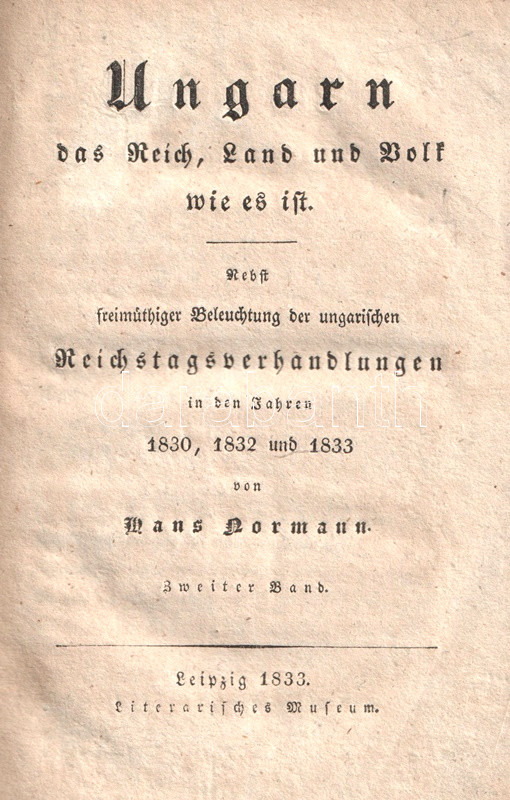 Ungarn
das Reich, Land und Volk
wie es ist.
Nebst
freimüthiger Beleuchtung der ungarischen
Reichstagsverhandlungen
in den Jahren
darabanth
1830, 1832 und 1833
von
Hans Normann.
Zweiter Band.
Leipzig 1833.
Literarisches Museum.